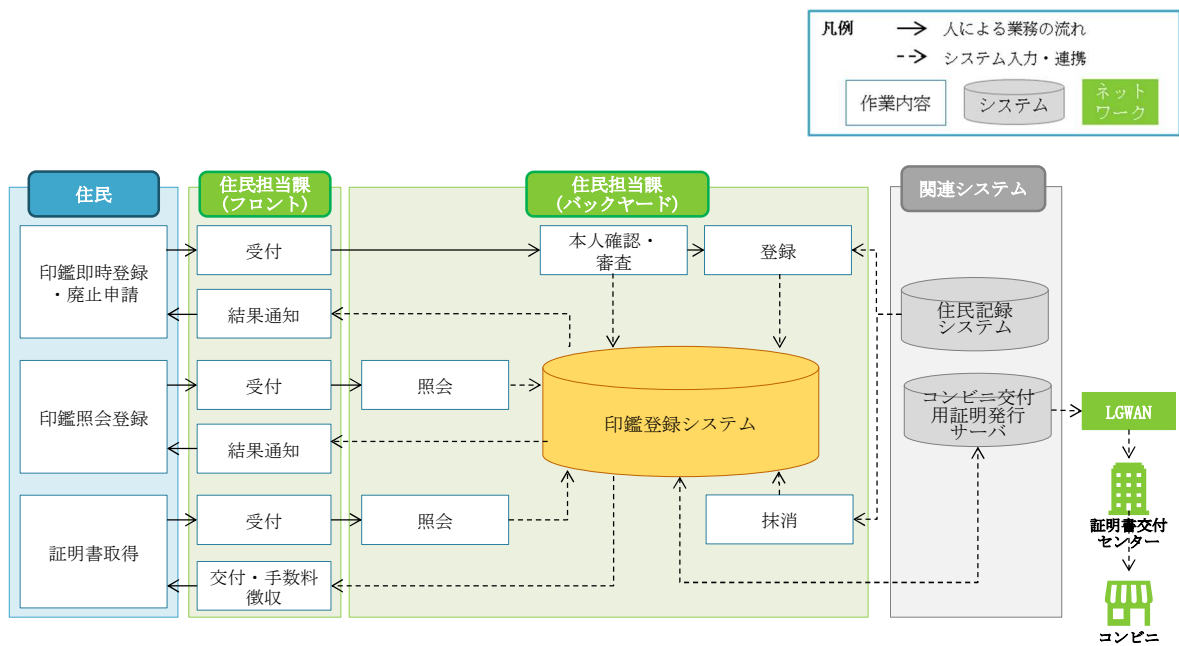 凡例
人による業務の流れ
システム入力・連携
作業内容
システム
ネット
ワーク
住民
住民担当課
(フロント)
住民担当課
(バックヤード)
関連システム
印鑑即時登録
・廃止申請
受付
本人確認・
審査
登録
結果通知
住民記録
システム
印鑑照会登録
受付
照会
印鑑登録システム
コンビニ交付
用証明発行
サーバ
LGWAN
結果通知
証明書取得
受付
照会
抹消
証明書交付
センター
交付・手数料
徴収
コンビニ